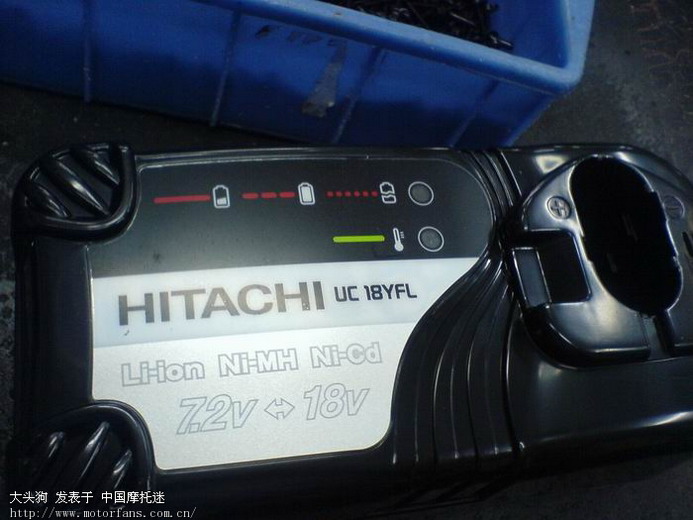 HITACHI UC 18YFL
Li-ion Ni-MH Ni-Cd
7.2V ⇔ 18V
大头狗 发表于 中国摩托迷
http://www.motorfans.com.cn/